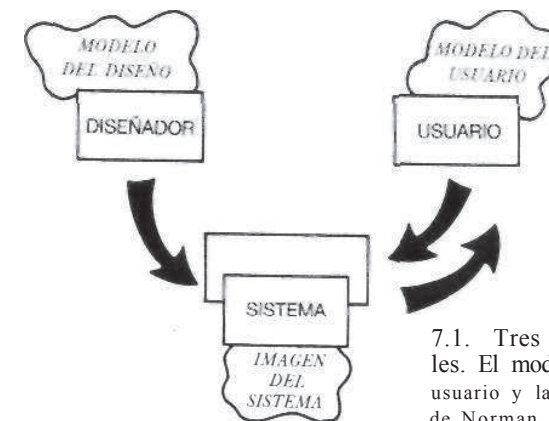 MODELO
DEL DISEÑO
DISEÑADOR
MODELO DEL
USUARIO
USUARIO
SISTEMA
IMAGEN
DEL
SISTEMA
7.1. Tres
les. El mod
usuario y la
de Norman